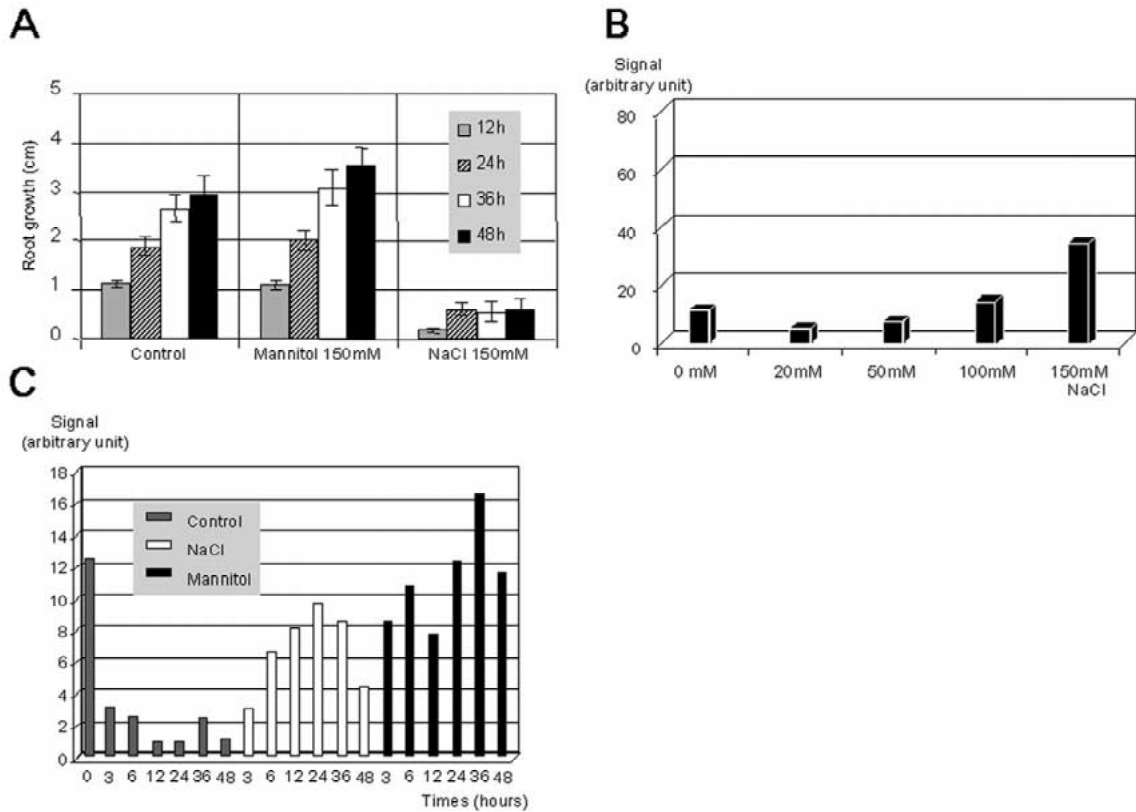 A
5
4
3
2
1
0
Root growth (cm)
12h
24h
36h
48h
Control
Mannitol 150mM
NaCl 150mM
B
Signal
(arbitrary unit)
80
60
40
20
0
0 mM
20mM
50mM
100mM
150mM
NaCl
C
Signal
(arbitrary unit)
18
16
14
12
10
8
6
4
2
0
Control
NaCl
Mannitol
0 3 6 12 24 36 48 3 6 12 24 36 48 3 6 12 24 36 48
Times (hours)